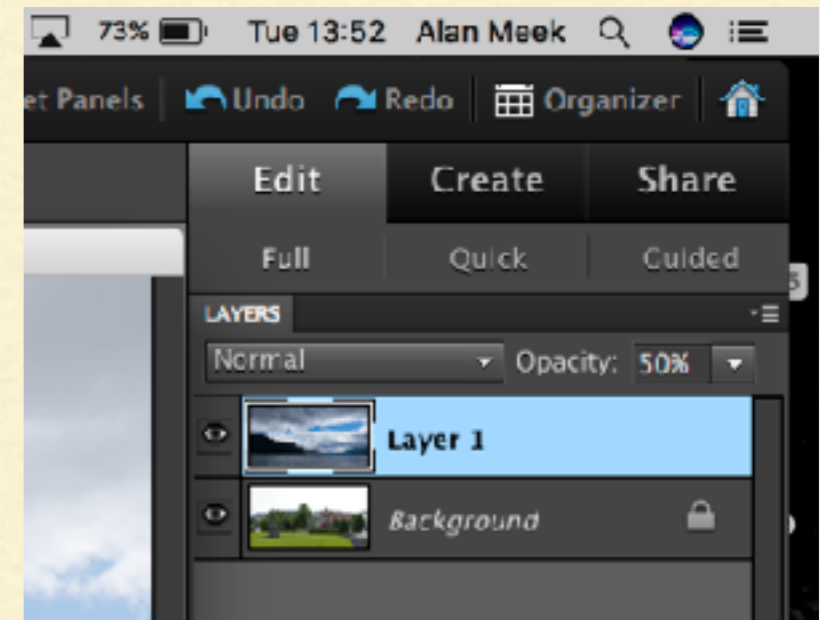 73% Tue 13:52 Alan Meek
et Panels Undo Redo Organizer
Edit Create Share
Full Quick Guided
LAYERS
Normal Opacity: 50%
Layer 1
Background